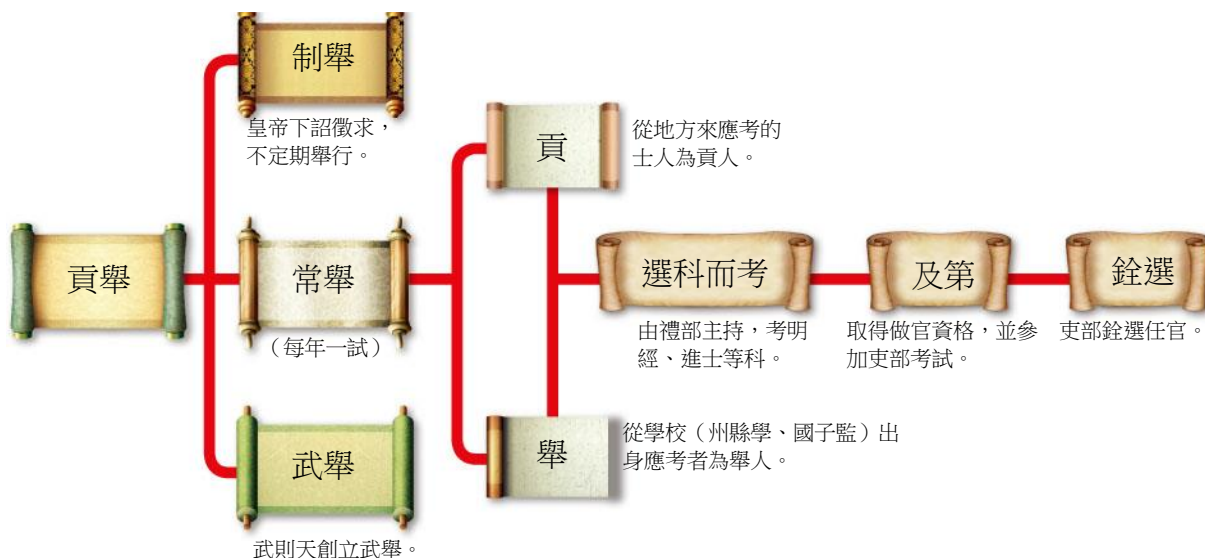 制舉
皇帝下詔徵求，
不定期舉行。
貢
從地方來應考的
士人為貢人。
貢舉
常舉
（每年一試）
選科而考
由禮部主持，考明
經、進士等科。
及第
取得做官資格，並參
加吏部考試。
銓選
吏部銓選任官。
武舉
武則天創立武舉。
舉
從學校（州縣學、國子監）出
身應考者為舉人。